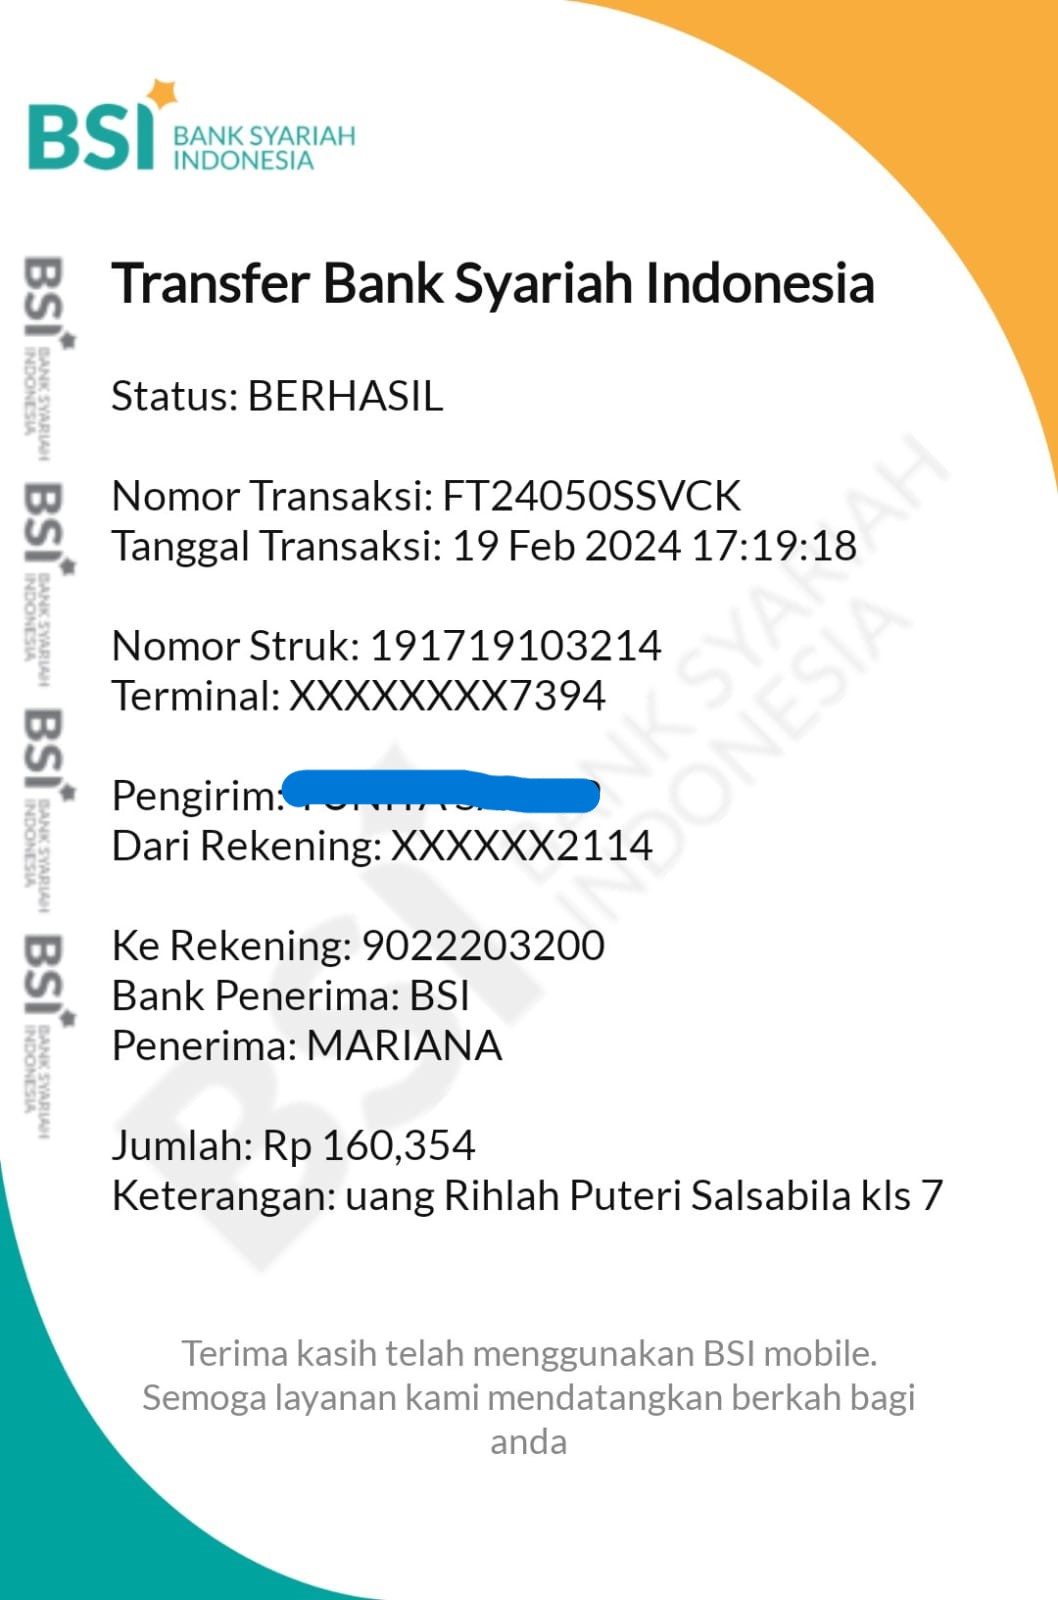 BSI BANK SYARIAH
INDONESIA
Transfer Bank Syariah Indonesia
Status: BERHASIL
Nomor Transaksi: FT24050SSVCK
Tanggal Transaksi: 19 Feb 2024 17:19:18
Nomor Struk: 191719103214
Terminal: XXXXXXXX7394
Pengirim:
Dari Rekening: XXXXXX2114
Ke Rekening: 9022203200
Bank Penerima: BSI
Penerima: MARIANA
Jumlah: Rp 160,354
Keterangan: uang Rihlah Puteri Salsabila kls 7
Terima kasih telah menggunakan BSI mobile.
Semoga layanan kami mendatangkan berkah bagi
anda
BSI BANK SYARIAH
INDONESIA
BSI BANK SYARIAH
INDONESIA
BSI BANK SYARIAH
INDONESIA
BSI BANK SYARIAH
INDONESIA
BSI BANK SYARIAH
INDONESIA